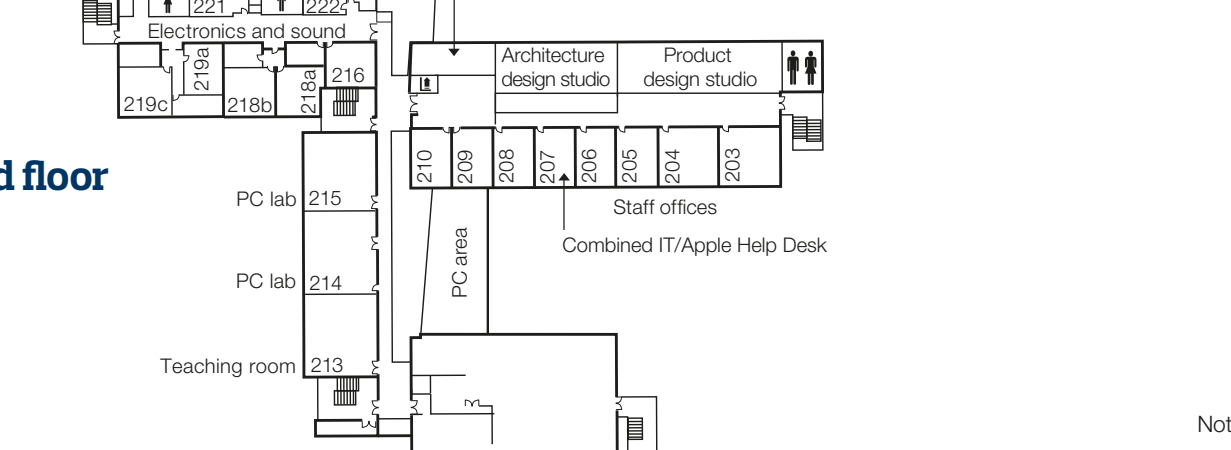 221
222
Electronics and sound
219c
219a
218b
218a
216
Architecture
design studio
Product
design studio
210
209
208
207
206
205
204
203
d floor
PC lab
215
Staff offices
Combined IT/Apple Help Desk
PC area
PC lab
214
Teaching room
213
Not